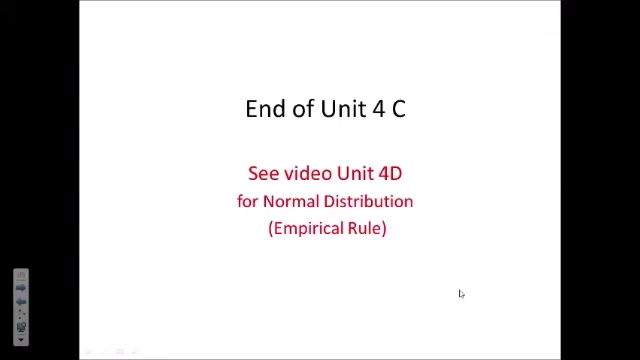 End of Unit 4 C
See video Unit 4D
for Normal Distribution
(Empirical Rule)